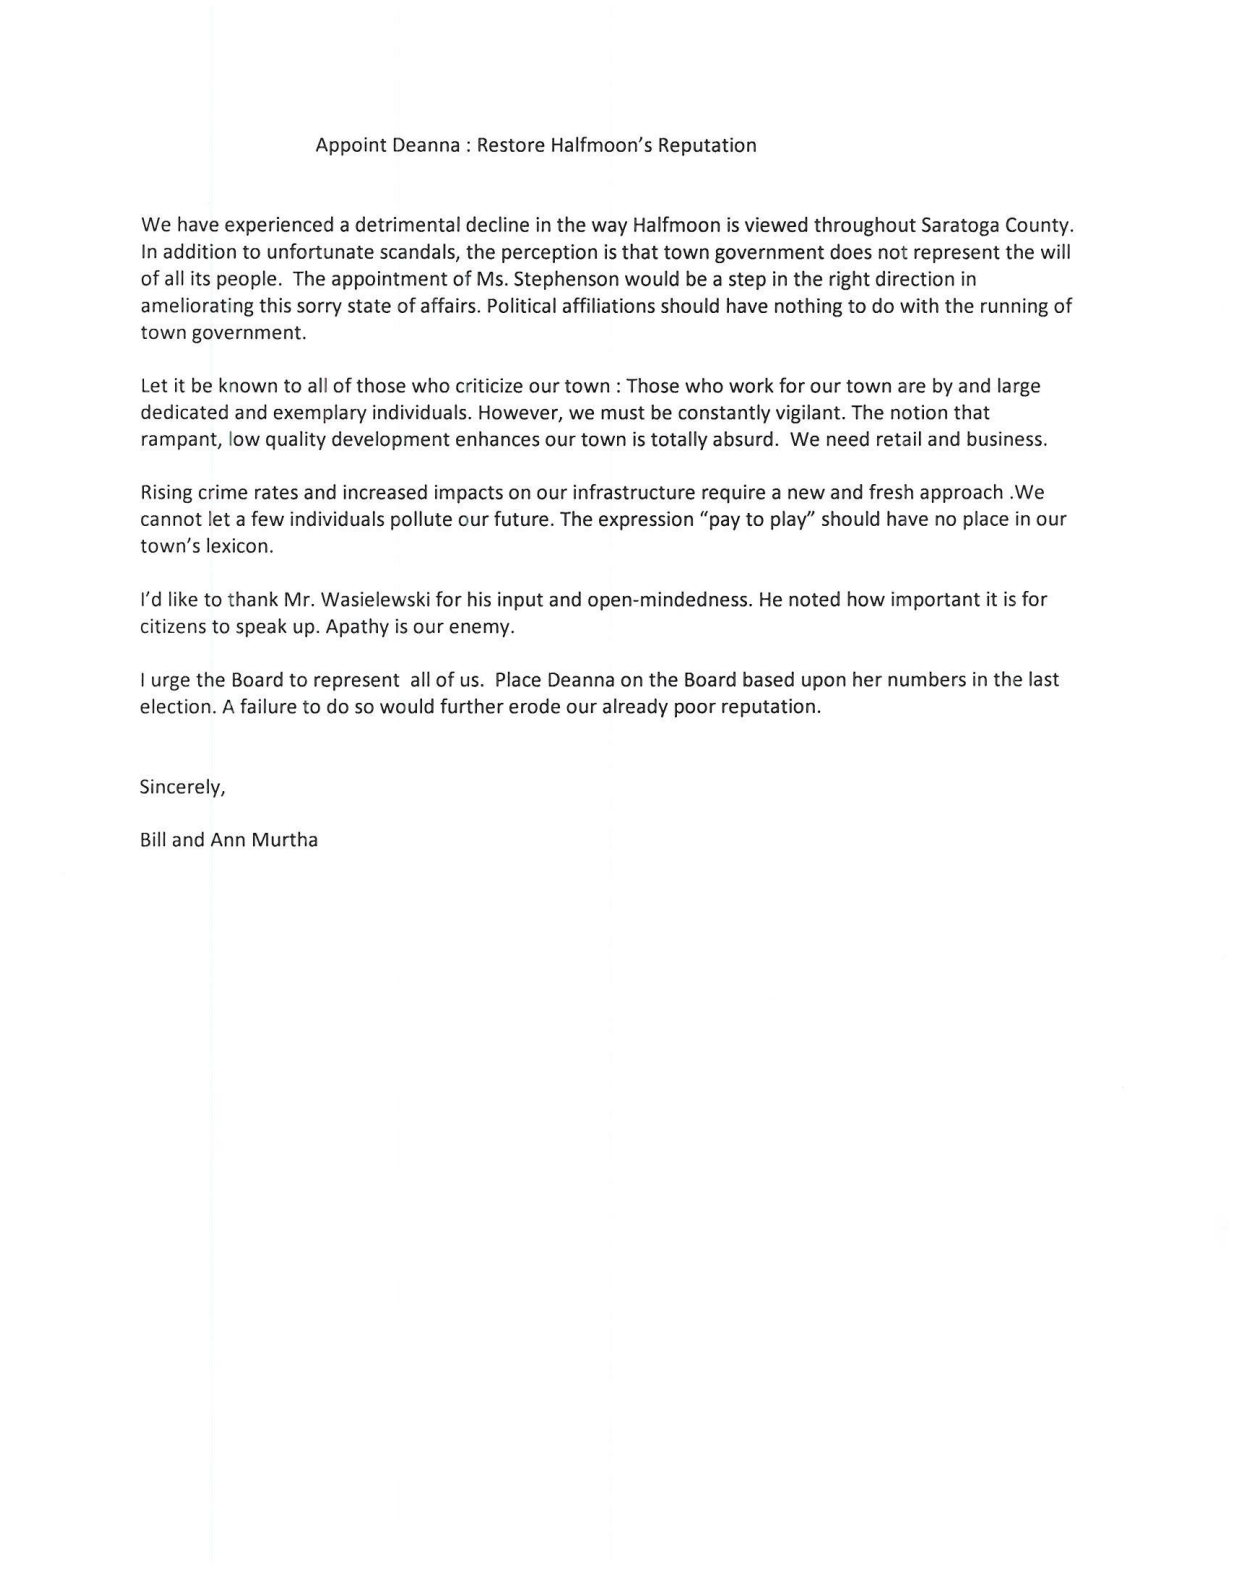 Appoint Deanna : Restore Halfmoon's Reputation
We have experienced a detrimental decline in the way Halfmoon is viewed throughout Saratoga County.
In addition to unfortunate scandals, the perception is that town government does not represent the will
of all its people.  The appointment of Ms. Stephenson would be a step in the right direction in
ameliorating this sorry state of affairs. Political affiliations should have nothing to do with the running of
town government.
Let it be known to all of those who criticize our town : Those who work for our town are by and large
dedicated and exemplary individuals. However, we must be constantly vigilant. The notion that
rampant, low quality development enhances our town is totally absurd.  We need retail and business.
Rising crime rates and increased impacts on our infrastructure require a new and fresh approach .We
cannot let a few individuals pollute our future. The expression “pay to play” should have no place in our
town's lexicon.
I'd like to thank Mr. Wasielewski for his input and open-mindedness. He noted how important it is for
citizens to speak up. Apathy is our enemy.
I urge the Board to represent  all of us.  Place Deanna on the Board based upon her numbers in the last
election. A failure to do so would further erode our already poor reputation.
Sincerely,
Bill and Ann Murtha